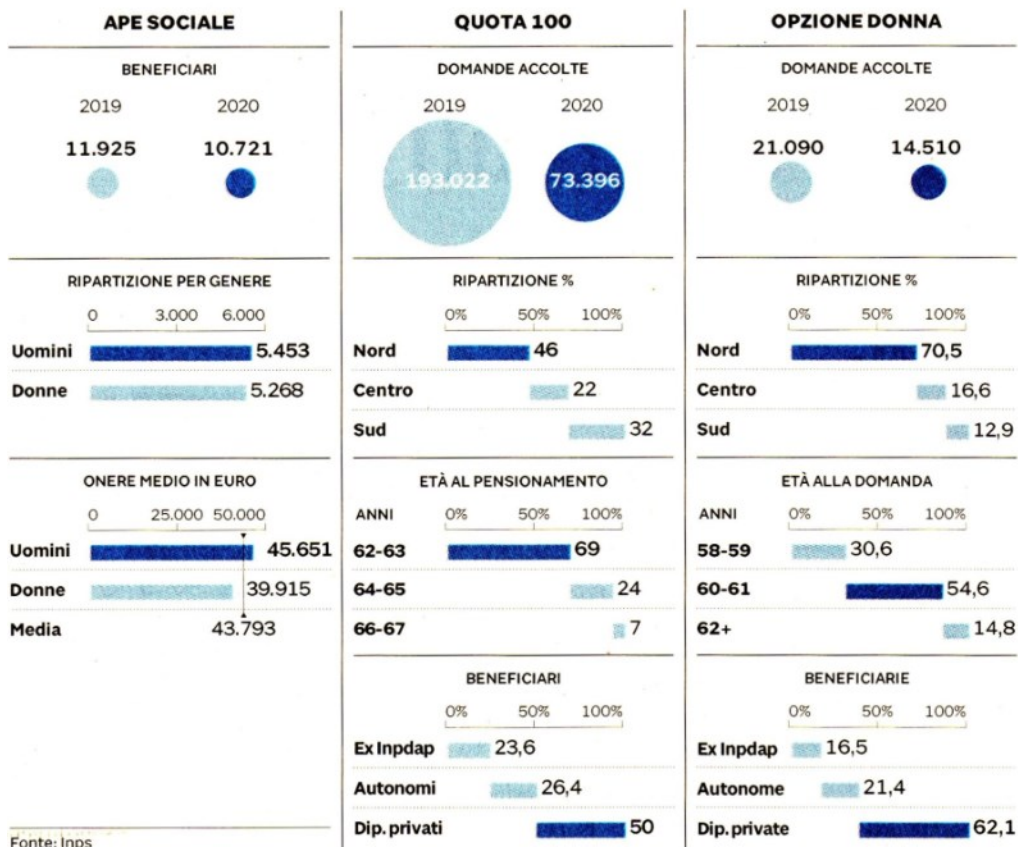 APE SOCIALE
BENEFICIARI
2019 2020
11.925 10.721
RIPARTIZIONE PER GENERE
0 3.000 6.000
Uomini 5.453
Donne 5.268
ONERE MEDIO IN EURO
0 25.000 50.000
Uomini 45.651
Donne 39.915
Media 43.793
Fonte: Inps
QUOTA 100
DOMANDE ACCOLTE
2019 2020
193.022 73.396
RIPARTIZIONE %
0% 50% 100%
Nord 46
Centro 22
Sud 32
ETÀ AL PENSIONAMENTO
ANNI 0% 50% 100%
62-63 69
64-65 24
66-67 7
BENEFICIARI
0% 50% 100%
Ex Inpdap 23,6
Autonomi 26,4
Dip. privati 50
OPZIONE DONNA
DOMANDE ACCOLTE
2019 2020
21.090 14.510
RIPARTIZIONE %
0% 50% 100%
Nord 70,5
Centro 16,6
Sud 12,9
ETÀ ALLA DOMANDA
ANNI 0% 50% 100%
58-59 30,6
60-61 54,6
62+ 14,8
BENEFICIARIE
0% 50% 100%
Ex Inpdap 16,5
Autonome 21,4
Dip. private 62,1